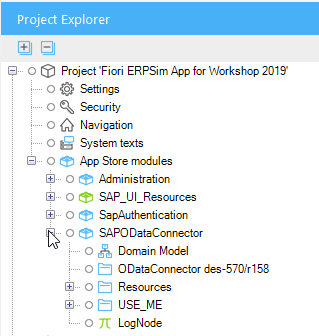 Project Explorer
Project 'Fiori ERPSim App for Workshop 2019'
Settings
Security
Navigation
System texts
App Store modules
Administration
SAP_UI_Resources
SapAuthentication
SAPODataConnector
Domain Model
ODataConnector des-570/r158
Resources
USE_ME
LogNode